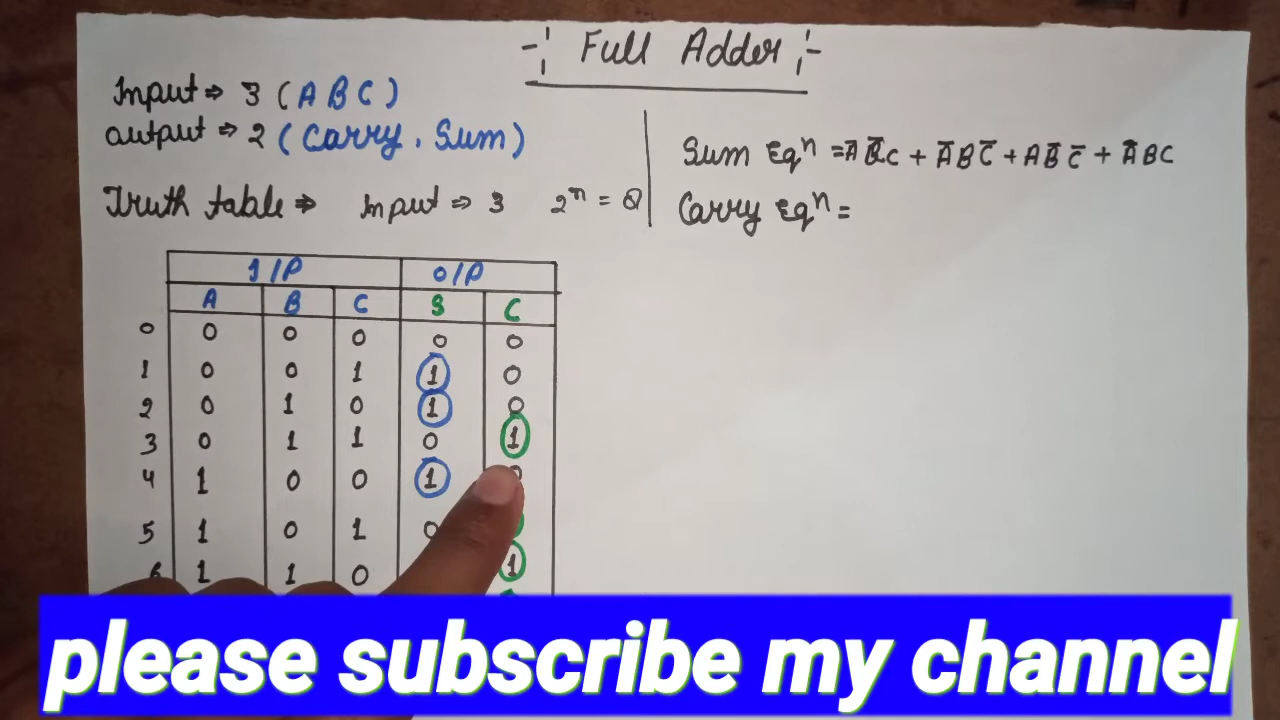 -¦ Full Adder ¦-
Input ⇒ 3 (A B C)
output ⇒ 2 (Carry, Sum)
Truth table ⇒ Input ⇒ 3 2ⁿ = 8
Sum Eqⁿ = A̅ B̅ C + A̅ B C̅ + A B̅ C̅ + A̅ B C
Carry Eqⁿ =
I/P O/P
A B C S C
0 0 0 0 0 0
1 0 0 1 1 0
2 0 1 0 1 0
3 0 1 1 0 1
4 1 0 0 1 0
5 1 0 1 0
6 1 1 0 1
please subscribe my channel